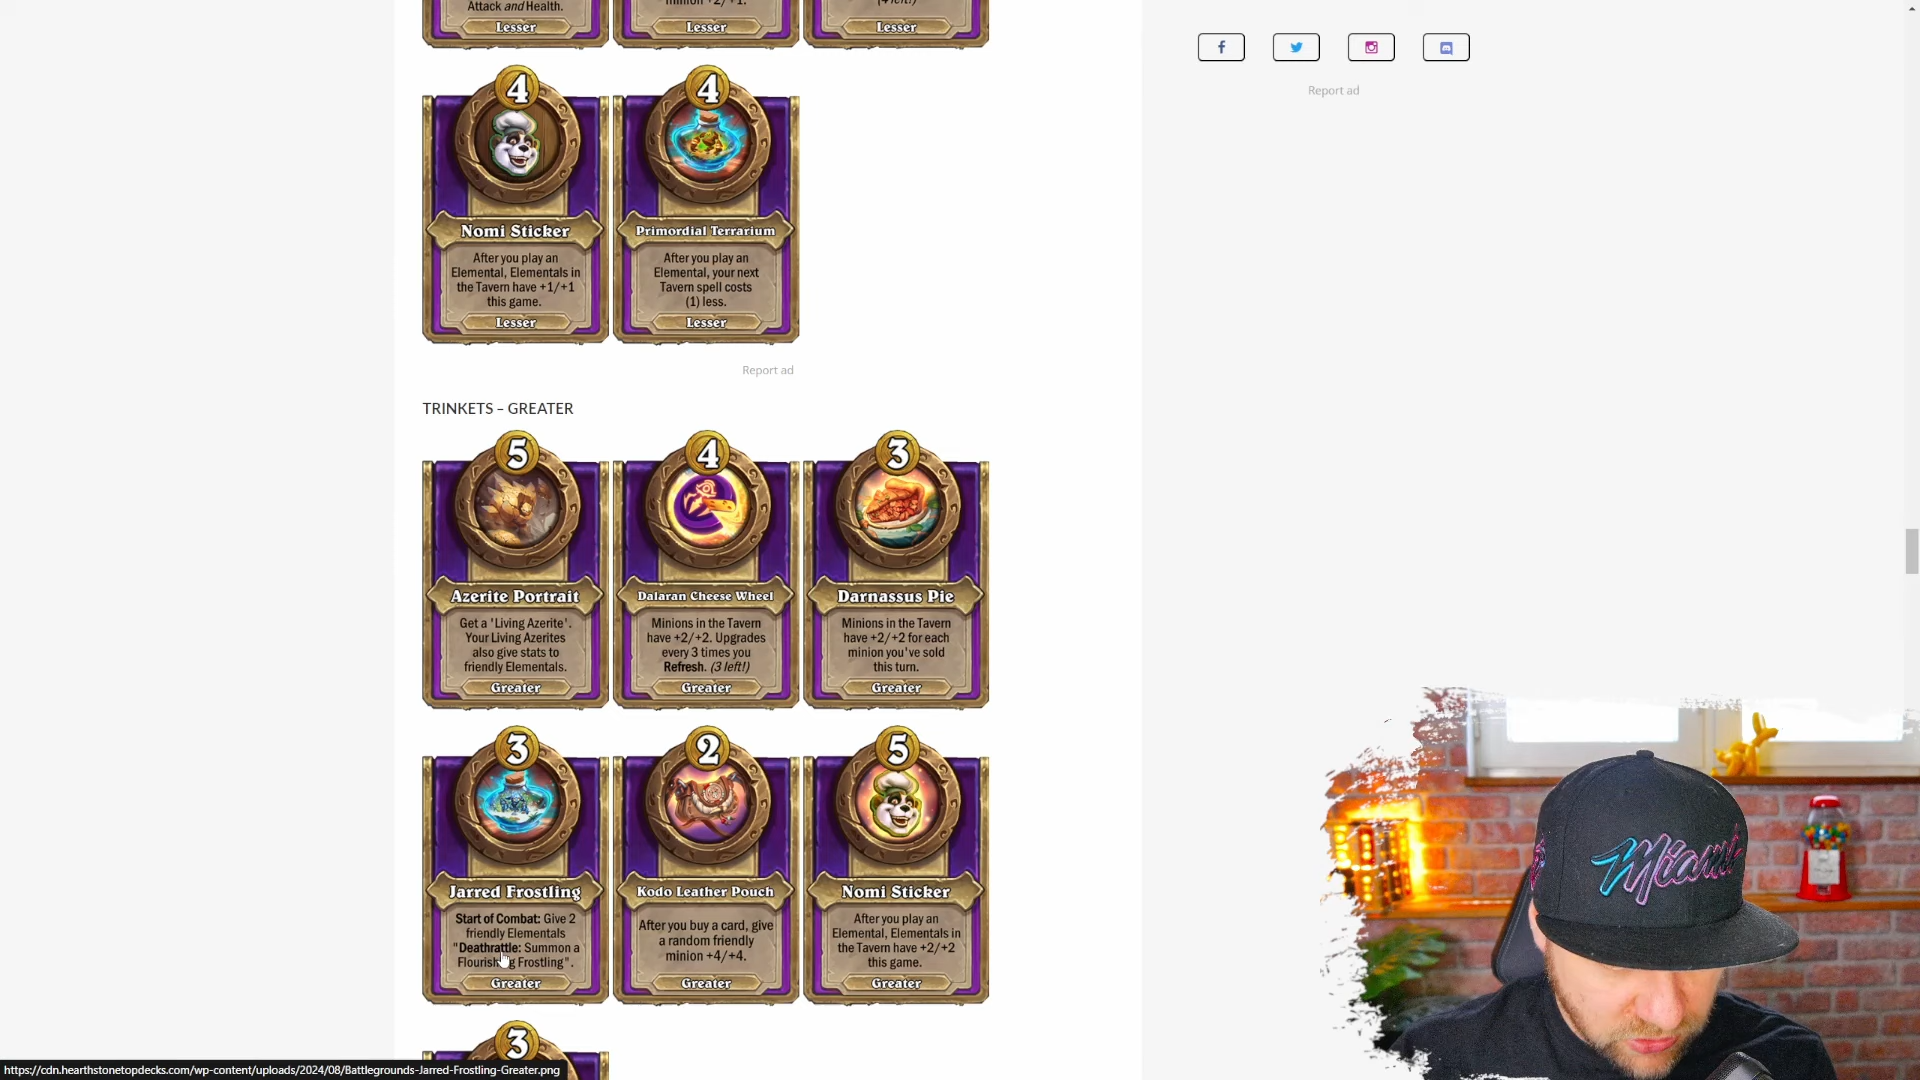 Attack and Health.
minion +2/+1.
(4 left!)
Lesser
Lesser
Lesser
Report ad
4
4
Nomi Sticker
After you play an
Elemental, Elementals in
the Tavern have +1/+1
this game.
Lesser
Primordial Terrarium
After you play an
Elemental, your next
Tavern spell costs
(1) less.
Lesser
Report ad
TRINKETS – GREATER
5
4
3
Azerite Portrait
Get a 'Living Azerite'.
Your Living Azerites
also give stats to
friendly Elementals.
Greater
Dalaran Cheese Wheel
Minions in the Tavern
have +2/+2. Upgrades
every 3 times you
Refresh. (3 left!)
Greater
Darnassus Pie
Minions in the Tavern
have +2/+2 for each
minion you've sold
this turn.
Greater
3
2
5
Jarred Frostling
Start of Combat: Give 2
friendly Elementals
"Deathrattle: Summon a
Flourishing Frostling".
Greater
Kodo Leather Pouch
After you buy a card, give
a random friendly
minion +4/+4.
Greater
Nomi Sticker
After you play an
Elemental, Elementals in
the Tavern have +2/+2
this game.
Greater
3
Miami
https://cdn.hearthstonetopdecks.com/wp-content/uploads/2024/08/Battlegrounds-Jarred-Frostling-Greater.png